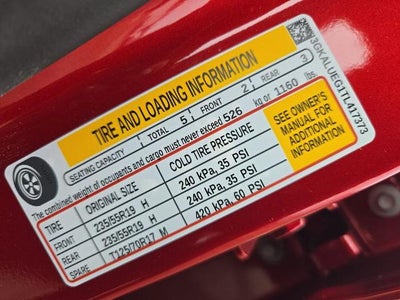 TIRE AND LOADING INFORMATION
SEATING CAPACITY TOTAL 5 FRONT 2 REAR 3
The combined weight of occupants and cargo must never exceed 526 kg or 1160 lbs.
TIRE ORIGINAL SIZE COLD TIRE PRESSURE
FRONT 235/55R19 H 240 kPa, 35 PSI
REAR 235/55R19 H 240 kPa, 35 PSI
SPARE T125/70R17 M 420 kPa, 60 PSI
SEE OWNER'S
MANUAL FOR
ADDITIONAL
INFORMATION
3GKALUEG1TL417373